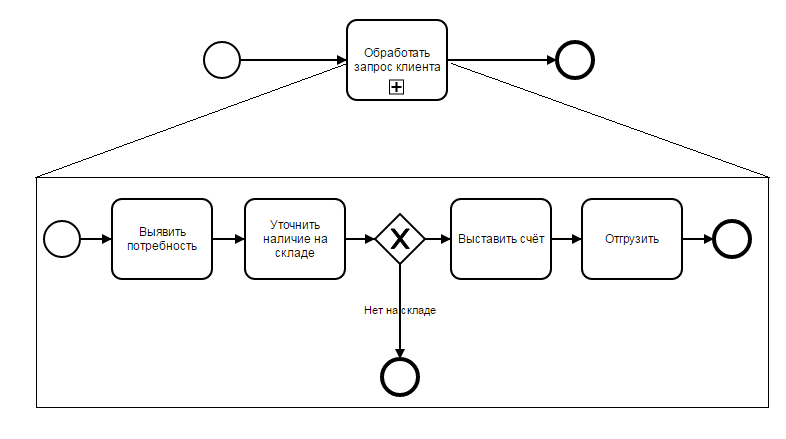 Обработать
запрос клиента
Выявить
потребность
Уточнить
наличие на
складе
Выставить счёт
Отгрузить
Нет на складе